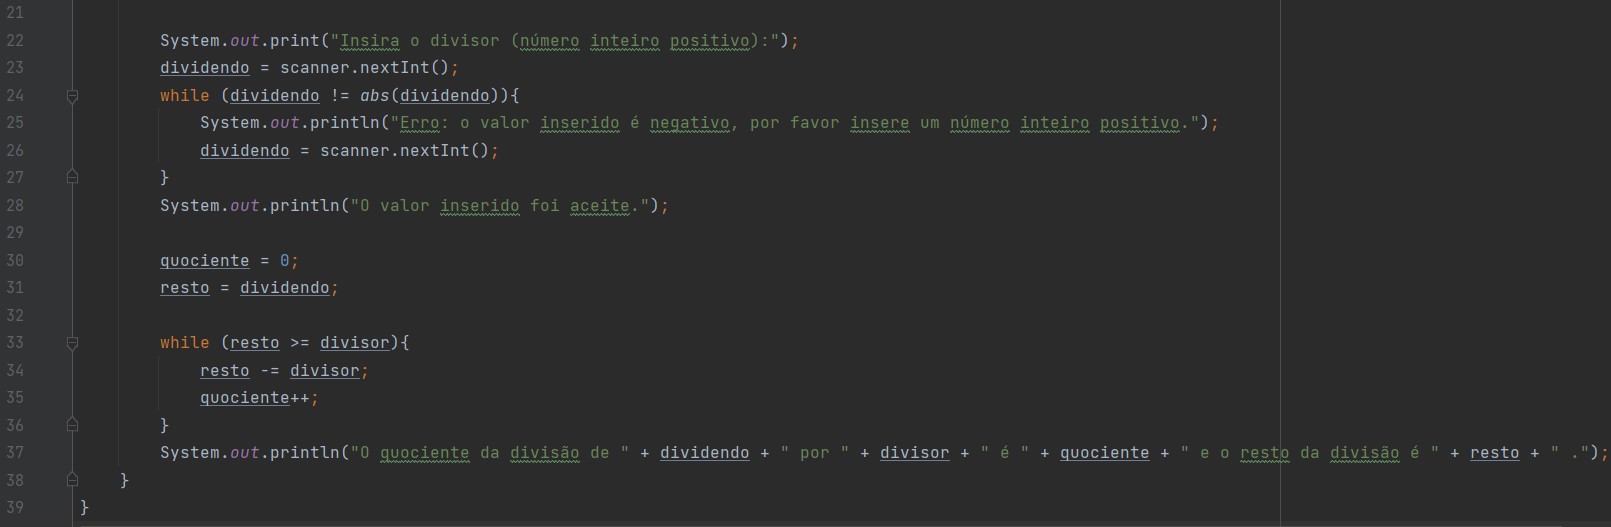 21
22 System.out.print("Insira o divisor (número inteiro positivo):");
23 dividendo = scanner.nextInt();
24 while (dividendo != abs(dividendo)){
25 System.out.println("Erro: o valor inserido é negativo, por favor insere um número inteiro positivo.");
26 dividendo = scanner.nextInt();
27 }
28 System.out.println("O valor inserido foi aceite.");
29
30 quociente = 0;
31 resto = dividendo;
32
33 while (resto >= divisor){
34 resto -= divisor;
35 quociente++;
36 }
37 System.out.println("O quociente da divisão de " + dividendo + " por " + divisor + " é " + quociente + " e o resto da divisão é " + resto + " .");
38 }
39 }